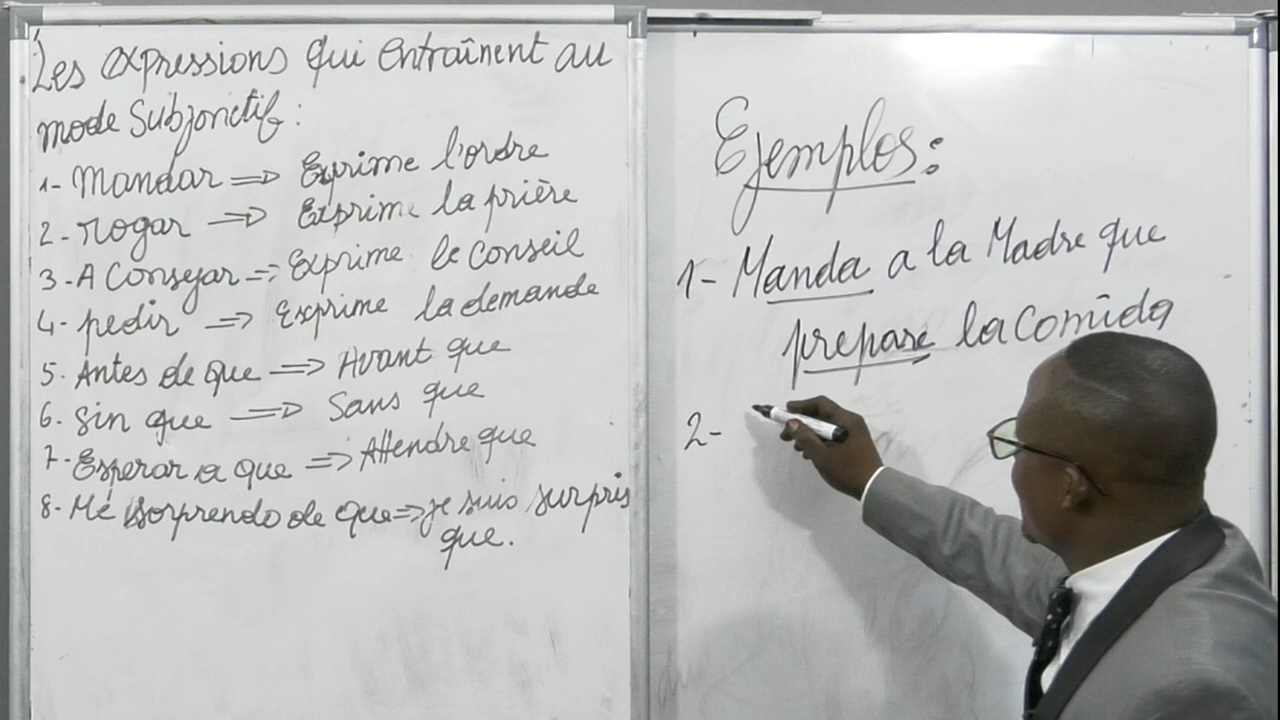 Les expressions qui entraînent au
mode Subjonctif :
1- Mandar => Exprime l'ordre
2- rogar => Exprime la prière
3- A Consejar => Exprime le Conseil
4- pedir => Exprime la demande
5- Antes de que => Avant que
6- Sin que => Sans que
7- Esperar a que => Attendre que
8- Me sorprendo de que => je suis surpris
que.
Ejemplos:
1- Manda a la Madre que
prepare la Comida
2-